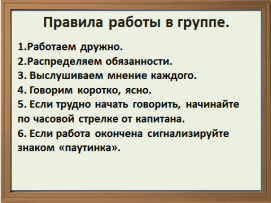 Правила работы в группе.
1.Работаем дружно.
2.Распределяем обязанности.
3. Выслушиваем мнение каждого.
4. Говорим коротко, ясно.
5. Если трудно начать говорить, начинайте
по часовой стрелке от капитана.
6. Если работа окончена сигнализируйте
знаком «паутинка».